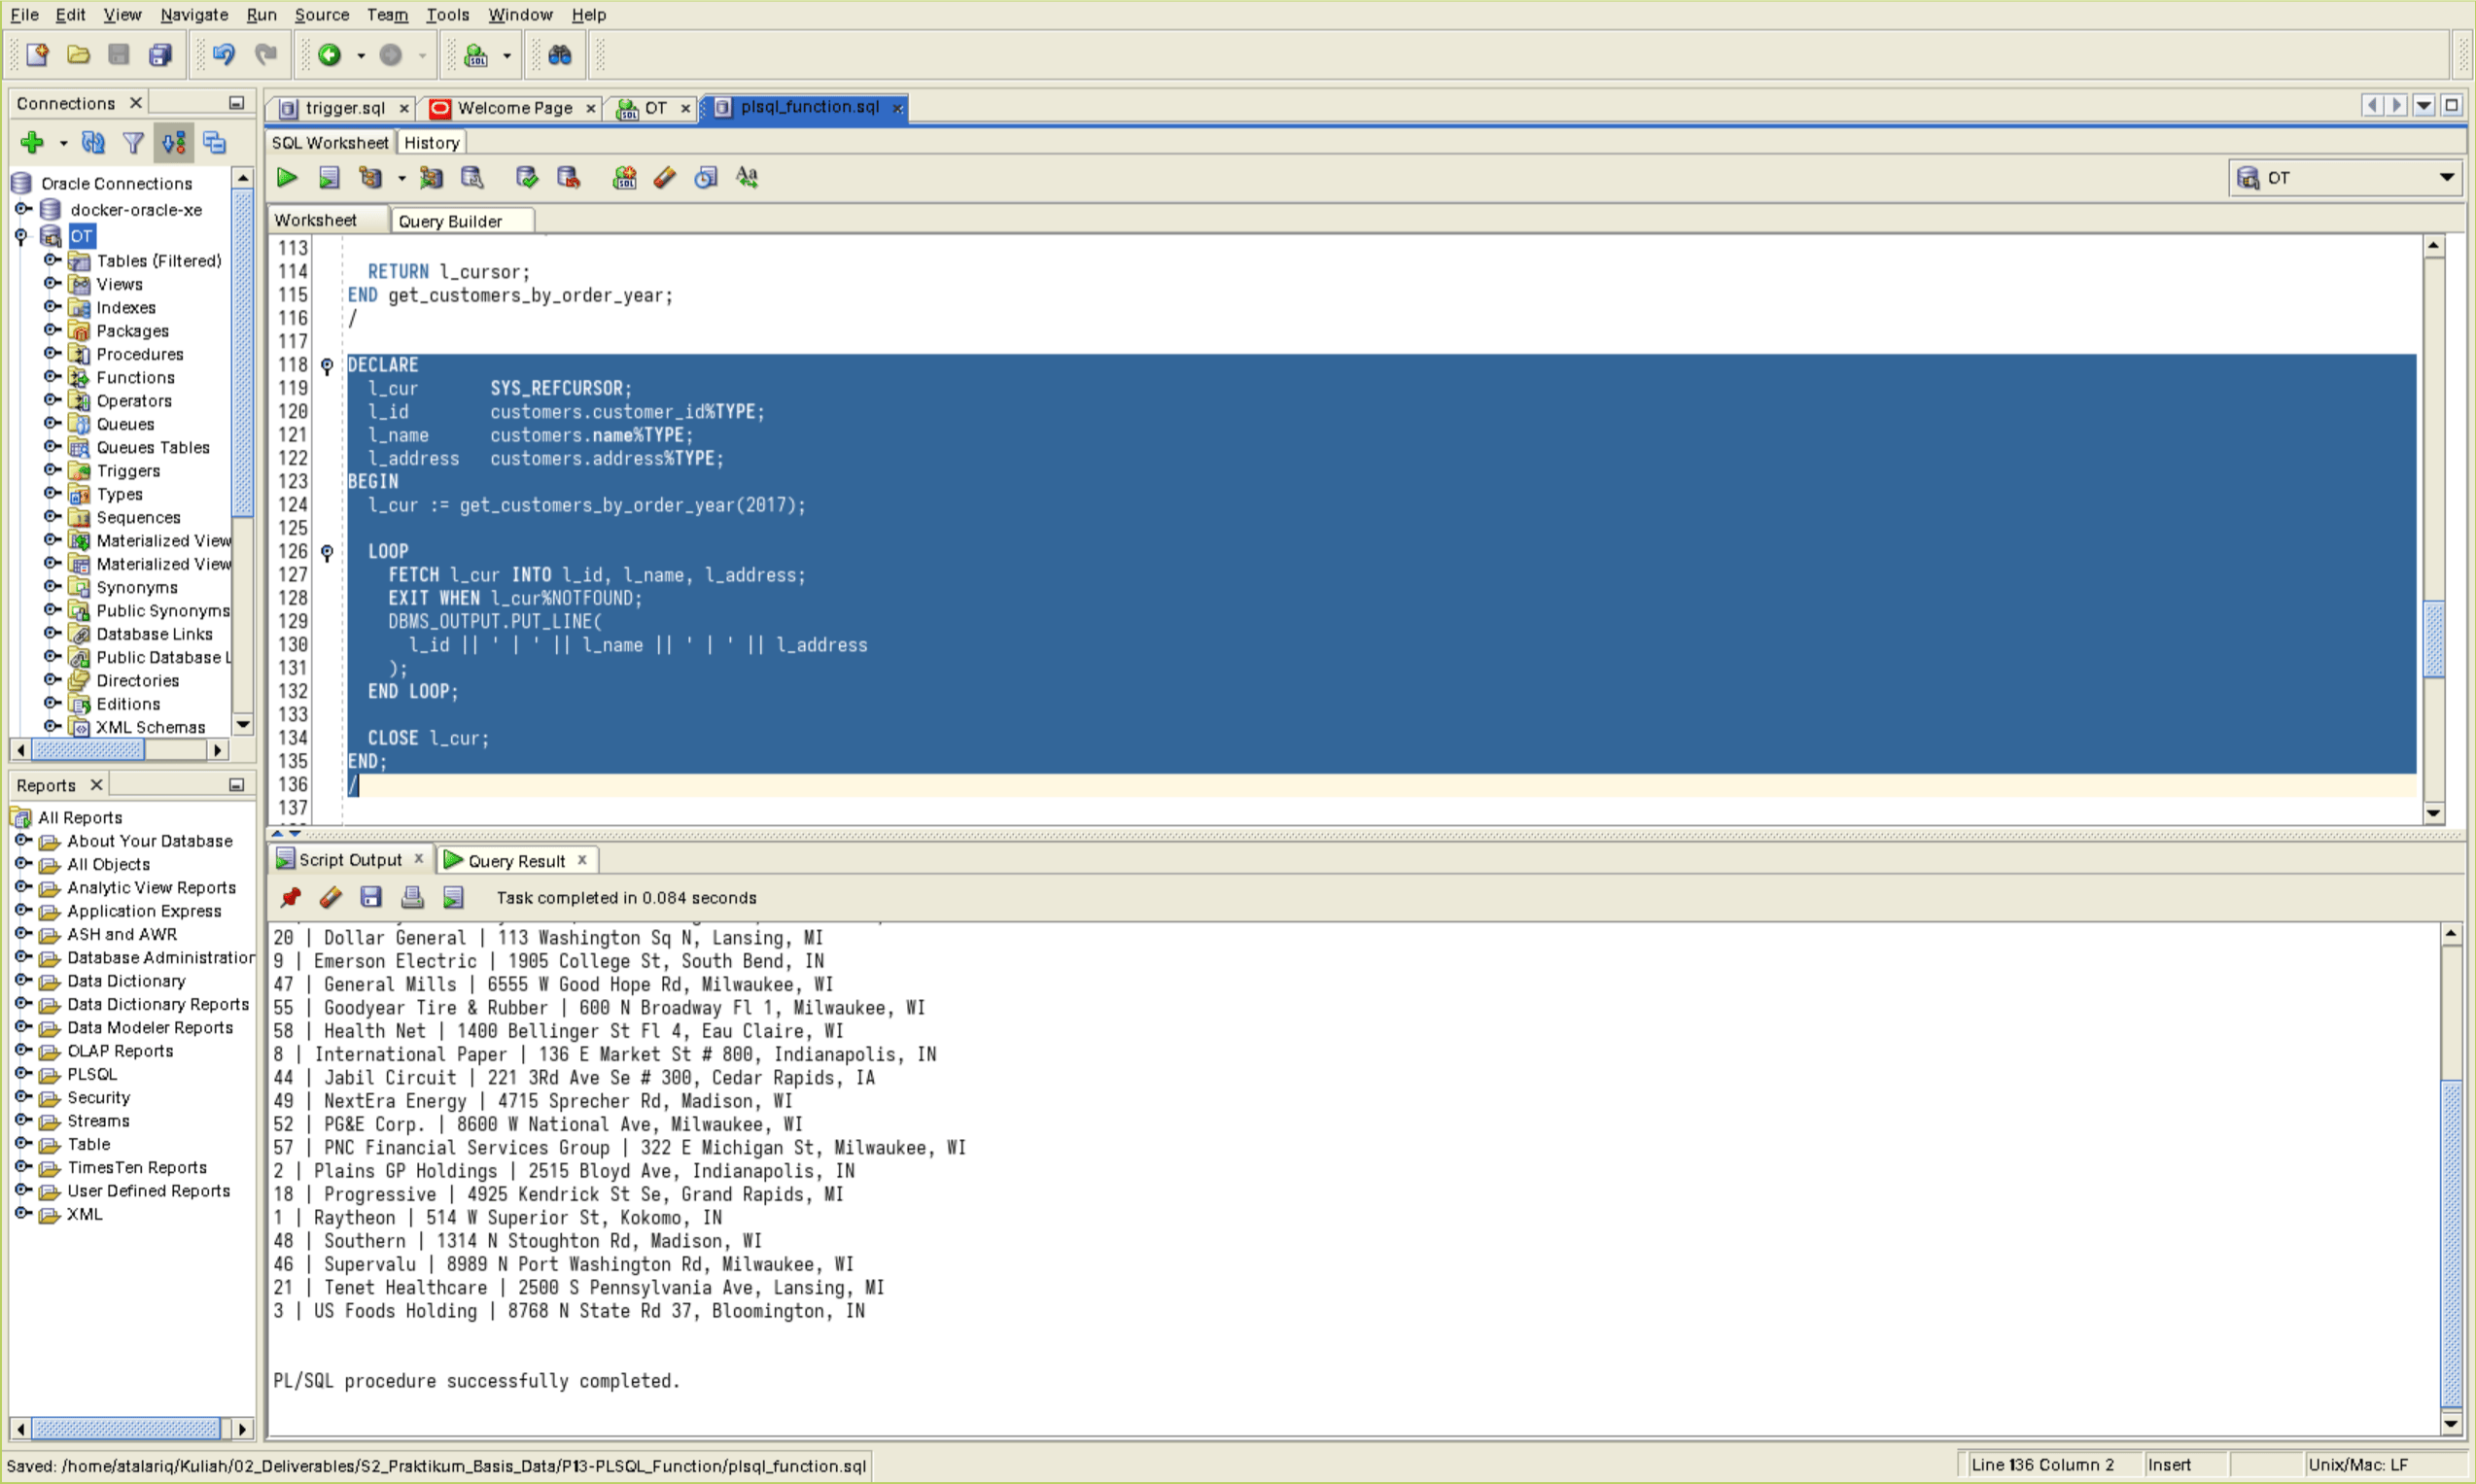 File Edit View Navigate Run Source Team Tools Window Help
Connections
Oracle Connections
docker-oracle-xe
OT
Tables (Filtered)
Views
Indexes
Packages
Procedures
Functions
Operators
Queues
Queues Tables
Triggers
Types
Sequences
Materialized View
Materialized View
Synonyms
Public Synonyms
Database Links
Public Database L
Directories
Editions
XML Schemas
Reports
All Reports
About Your Database
All Objects
Analytic View Reports
Application Express
ASH and AWR
Database Administration
Data Dictionary
Data Dictionary Reports
Data Modeler Reports
OLAP Reports
PLSQL
Security
Streams
Table
TimesTen Reports
User Defined Reports
XML
trigger.sql Welcome Page OT plsql_function.sql
SQL Worksheet History
OT
Worksheet Query Builder
113
114 RETURN l_cursor;
115 END get_customers_by_order_year;
116 /
117
118 DECLARE
119 l_cur SYS_REFCURSOR;
120 l_id customers.customer_id%TYPE;
121 l_name customers.name%TYPE;
122 l_address customers.address%TYPE;
123 BEGIN
124 l_cur := get_customers_by_order_year(2017);
125
126 LOOP
127 FETCH l_cur INTO l_id, l_name, l_address;
128 EXIT WHEN l_cur%NOTFOUND;
129 DBMS_OUTPUT.PUT_LINE(
130 l_id || ' | ' || l_name || ' | ' || l_address
131 );
132 END LOOP;
133
134 CLOSE l_cur;
135 END;
136 /
137
Script Output Query Result
Task completed in 0.084 seconds
20 | Dollar General | 113 Washington Sq N, Lansing, MI
9 | Emerson Electric | 1905 College St, South Bend, IN
47 | General Mills | 6555 W Good Hope Rd, Milwaukee, WI
55 | Goodyear Tire & Rubber | 600 N Broadway Fl 1, Milwaukee, WI
58 | Health Net | 1400 Bellinger St Fl 4, Eau Claire, WI
8 | International Paper | 136 E Market St # 800, Indianapolis, IN
44 | Jabil Circuit | 221 3Rd Ave Se # 300, Cedar Rapids, IA
49 | NextEra Energy | 4715 Sprecher Rd, Madison, WI
52 | PG&E Corp. | 8600 W National Ave, Milwaukee, WI
57 | PNC Financial Services Group | 322 E Michigan St, Milwaukee, WI
2 | Plains GP Holdings | 2515 Bloyd Ave, Indianapolis, IN
18 | Progressive | 4925 Kendrick St Se, Grand Rapids, MI
1 | Raytheon | 514 W Superior St, Kokomo, IN
48 | Southern | 1314 N Stoughton Rd, Madison, WI
46 | Supervalu | 8989 N Port Washington Rd, Milwaukee, WI
21 | Tenet Healthcare | 2500 S Pennsylvania Ave, Lansing, MI
3 | US Foods Holding | 8768 N State Rd 37, Bloomington, IN
PL/SQL procedure successfully completed.
Saved: /home/atalariq/Kuliah/02_Deliverables/S2_Praktikum_Basis_Data/P13-PLSQL_Function/plsql_function.sql
Line 136 Column 2 Insert Unix/Mac: LF